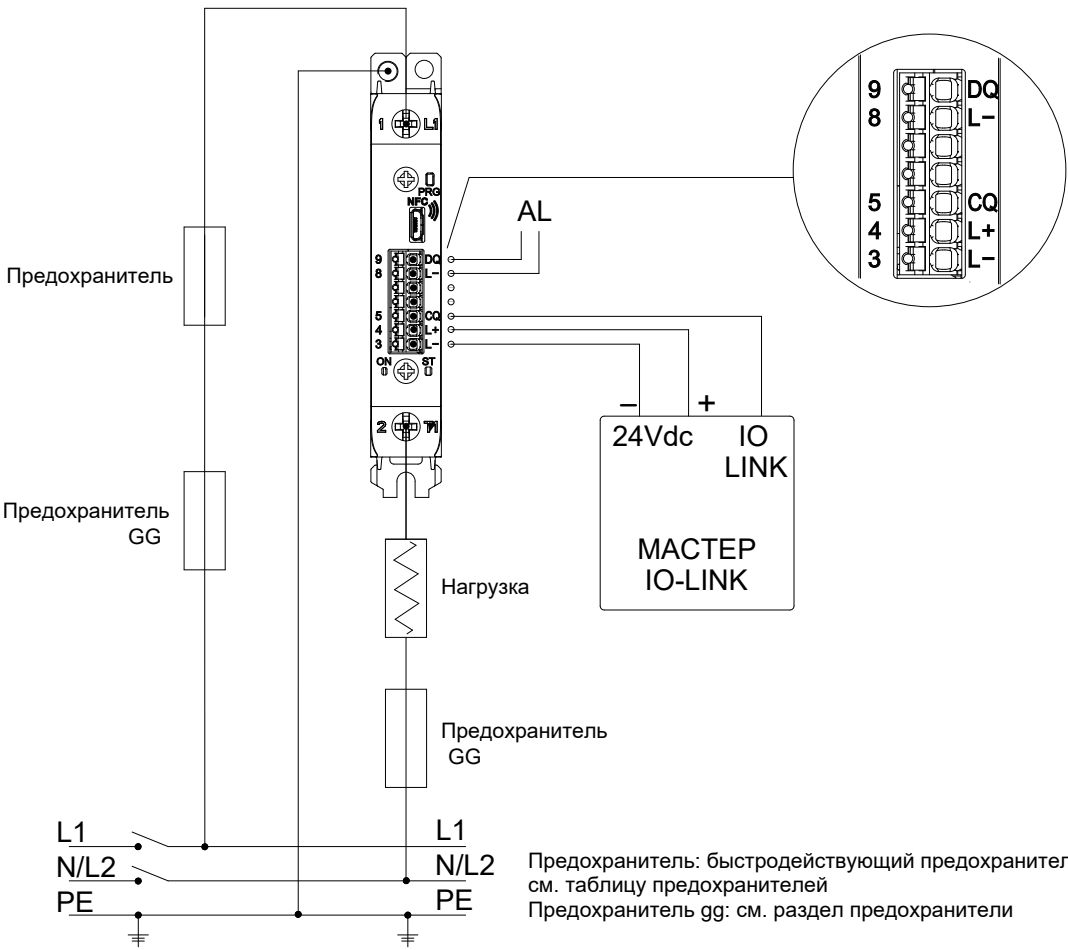 9 DQ
8 L-
5 CQ
4 L+
3 L-
1 L1
PRG
NFC
AL
9 DQ
8 L-
5 CQ
4 L+
3 L-
ON ST
2 T1
Предохранитель
Предохранитель
GG
– +
24Vdc IO
LINK
МАСТЕР
IO-LINK
Нагрузка
Предохранитель
GG
L1 L1
N/L2 N/L2
PE PE
Предохранитель: быстродействующий предохранител
см. таблицу предохранителей
Предохранитель gg: см. раздел предохранители